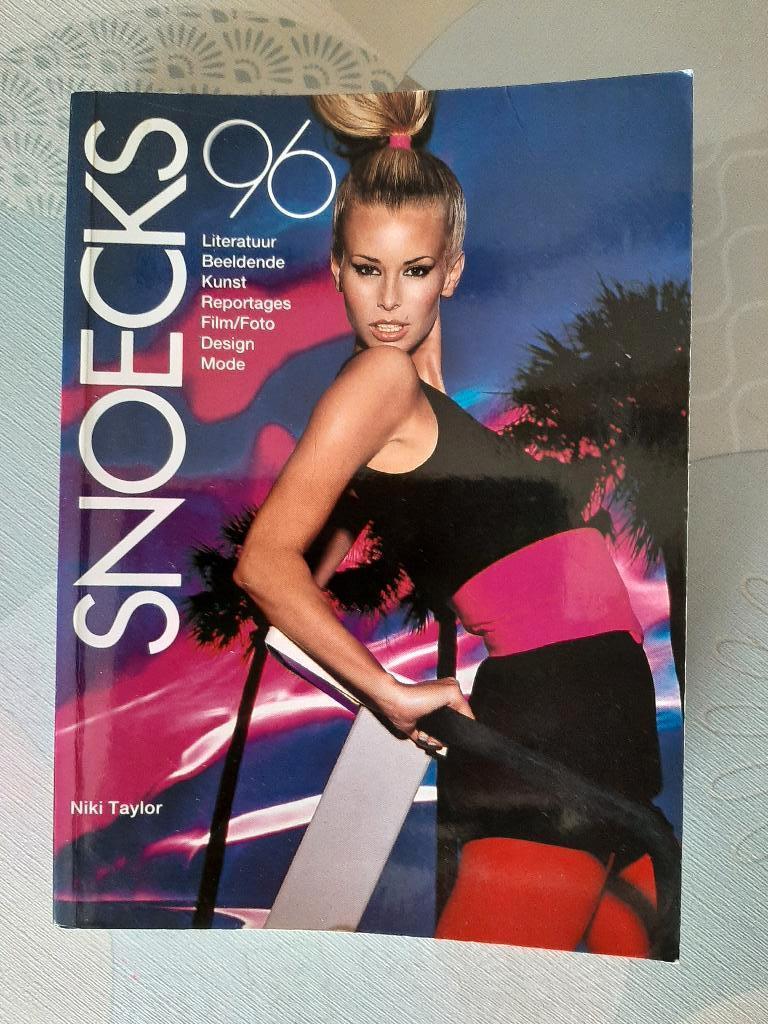 SNOECKS
96
Literatuur
Beeldende
Kunst
Reportages
Film/Foto
Design
Mode
Niki Taylor